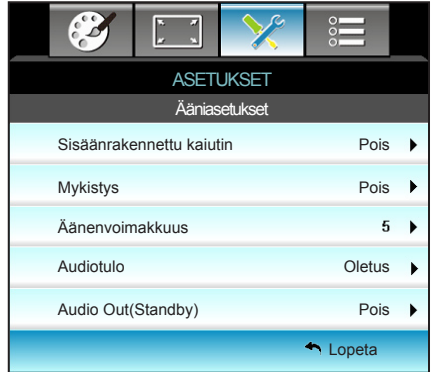 ASETUKSET
Ääniasetukset
Sisäänrakennettu kaiutin Pois
Mykistys Pois
Äänenvoimakkuus 5
Audiotulo Oletus
Audio Out(Standby) Pois
Lopeta